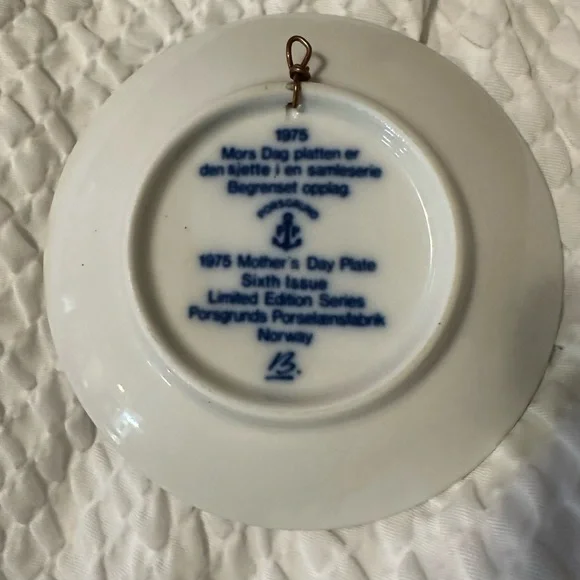 1975
Mors Dag platten er
den sjette i en samleserie
Begrenset opplag.
PORSGRUND
PP
1975 Mother's Day Plate
Sixth Issue
Limited Edition Series
Porsgrunds Porselænsfabrik
Norway
B.